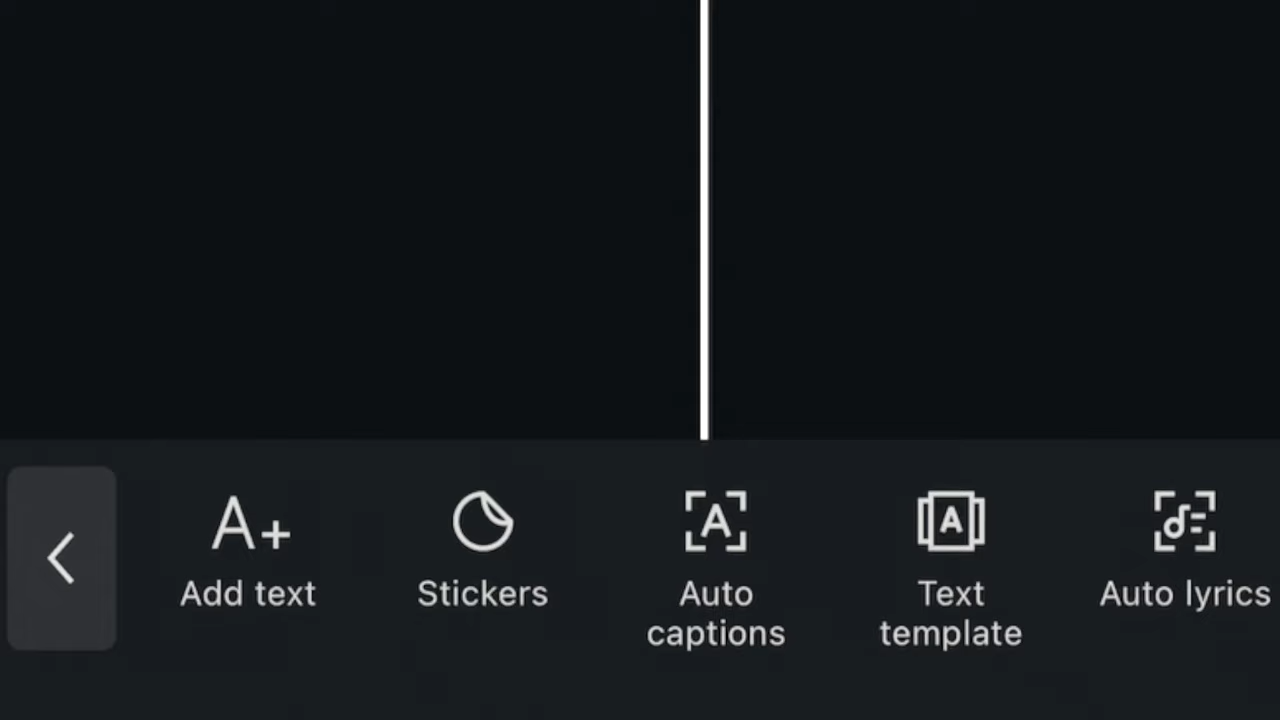 Add text
Stickers
Auto
captions
Text
template
Auto lyrics